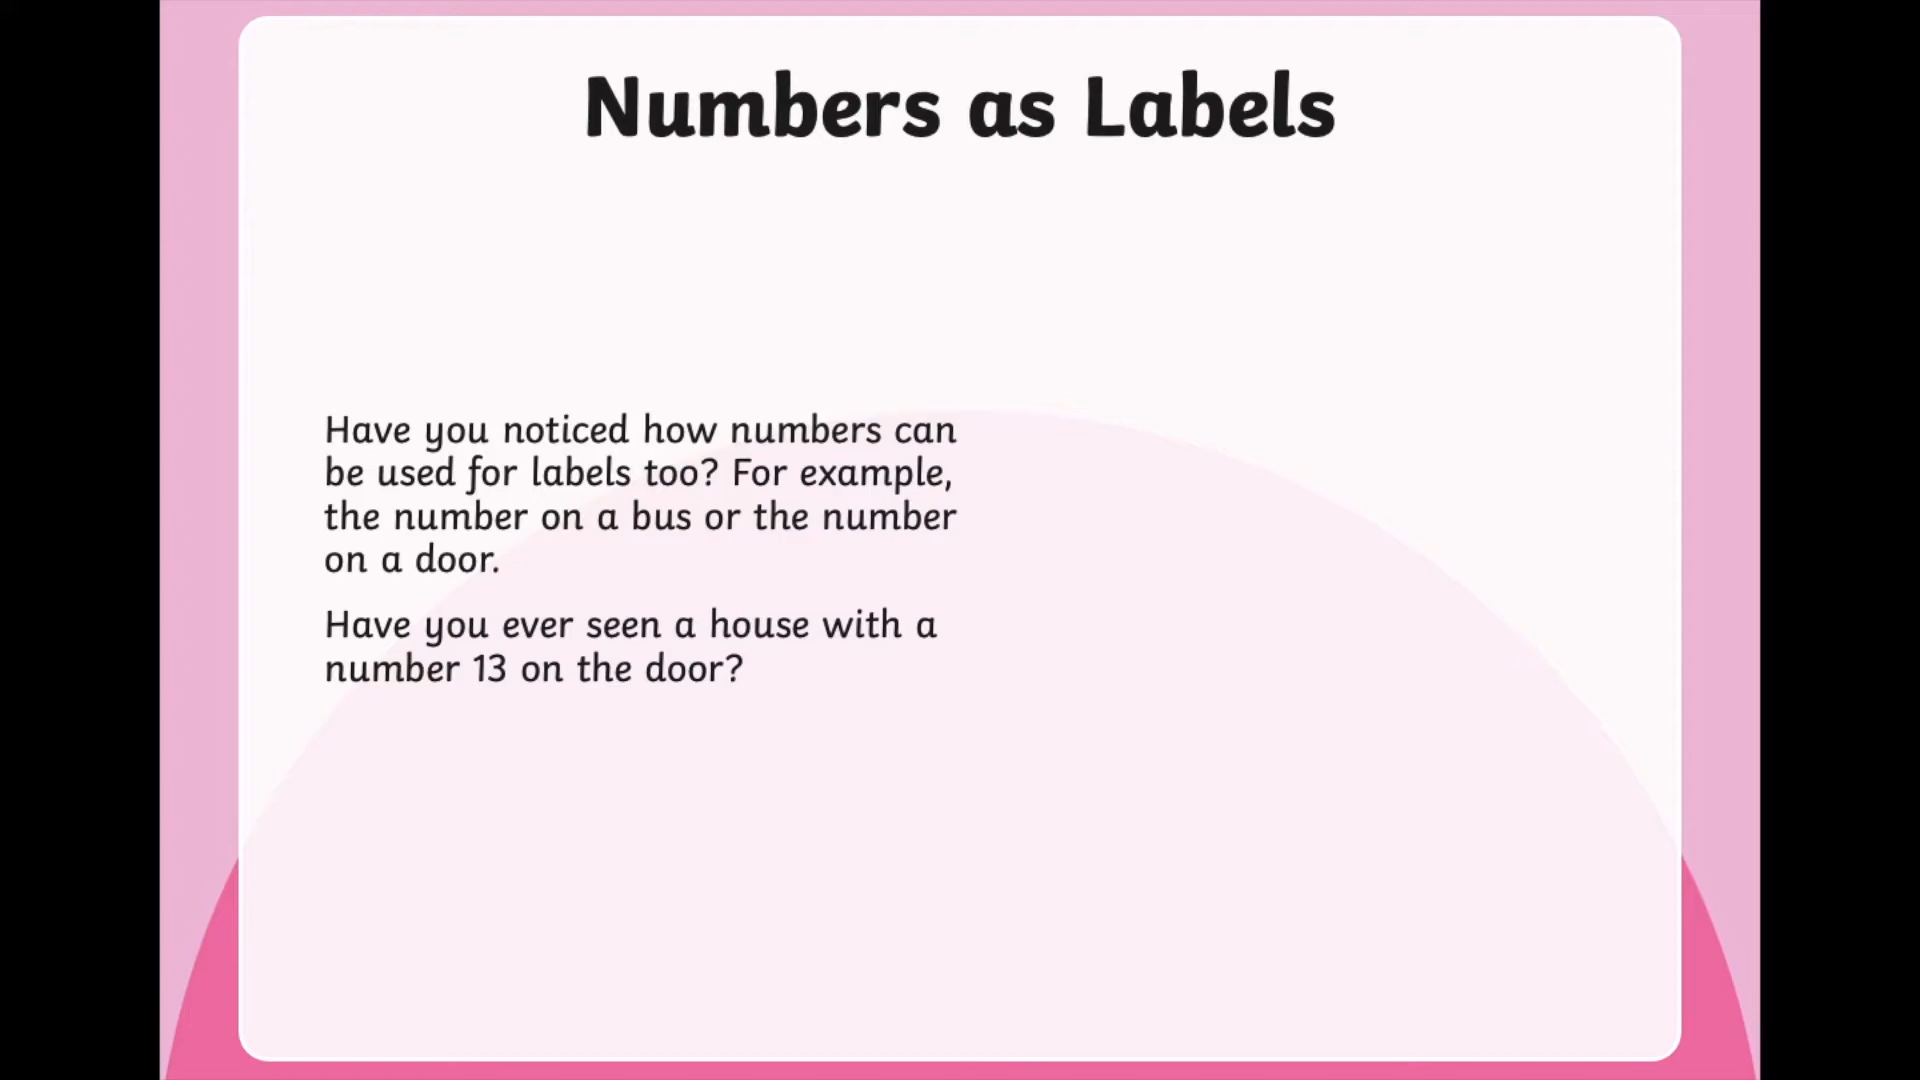 Numbers as Labels
Have you noticed how numbers can
be used for labels too? For example,
the number on a bus or the number
on a door.
Have you ever seen a house with a
number 13 on the door?